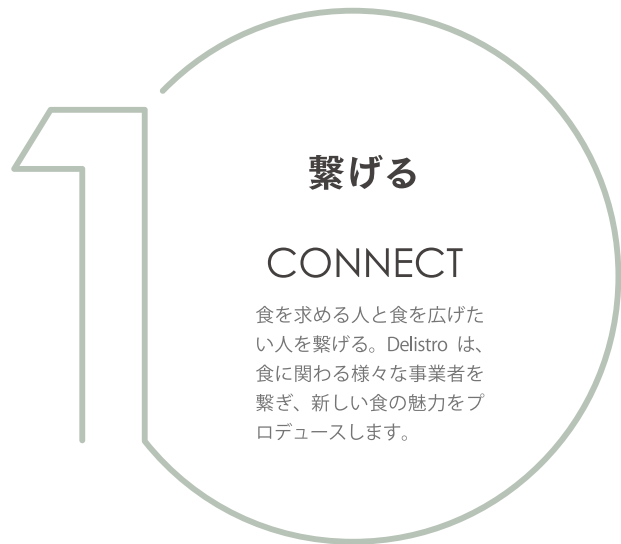 1
繋げる
CONNECT
食を求める人と食を広げた
い人を繋げる。Delistro は、
食に関わる様々な事業者を
繋ぎ、新しい食の魅力をプ
ロデュースします。